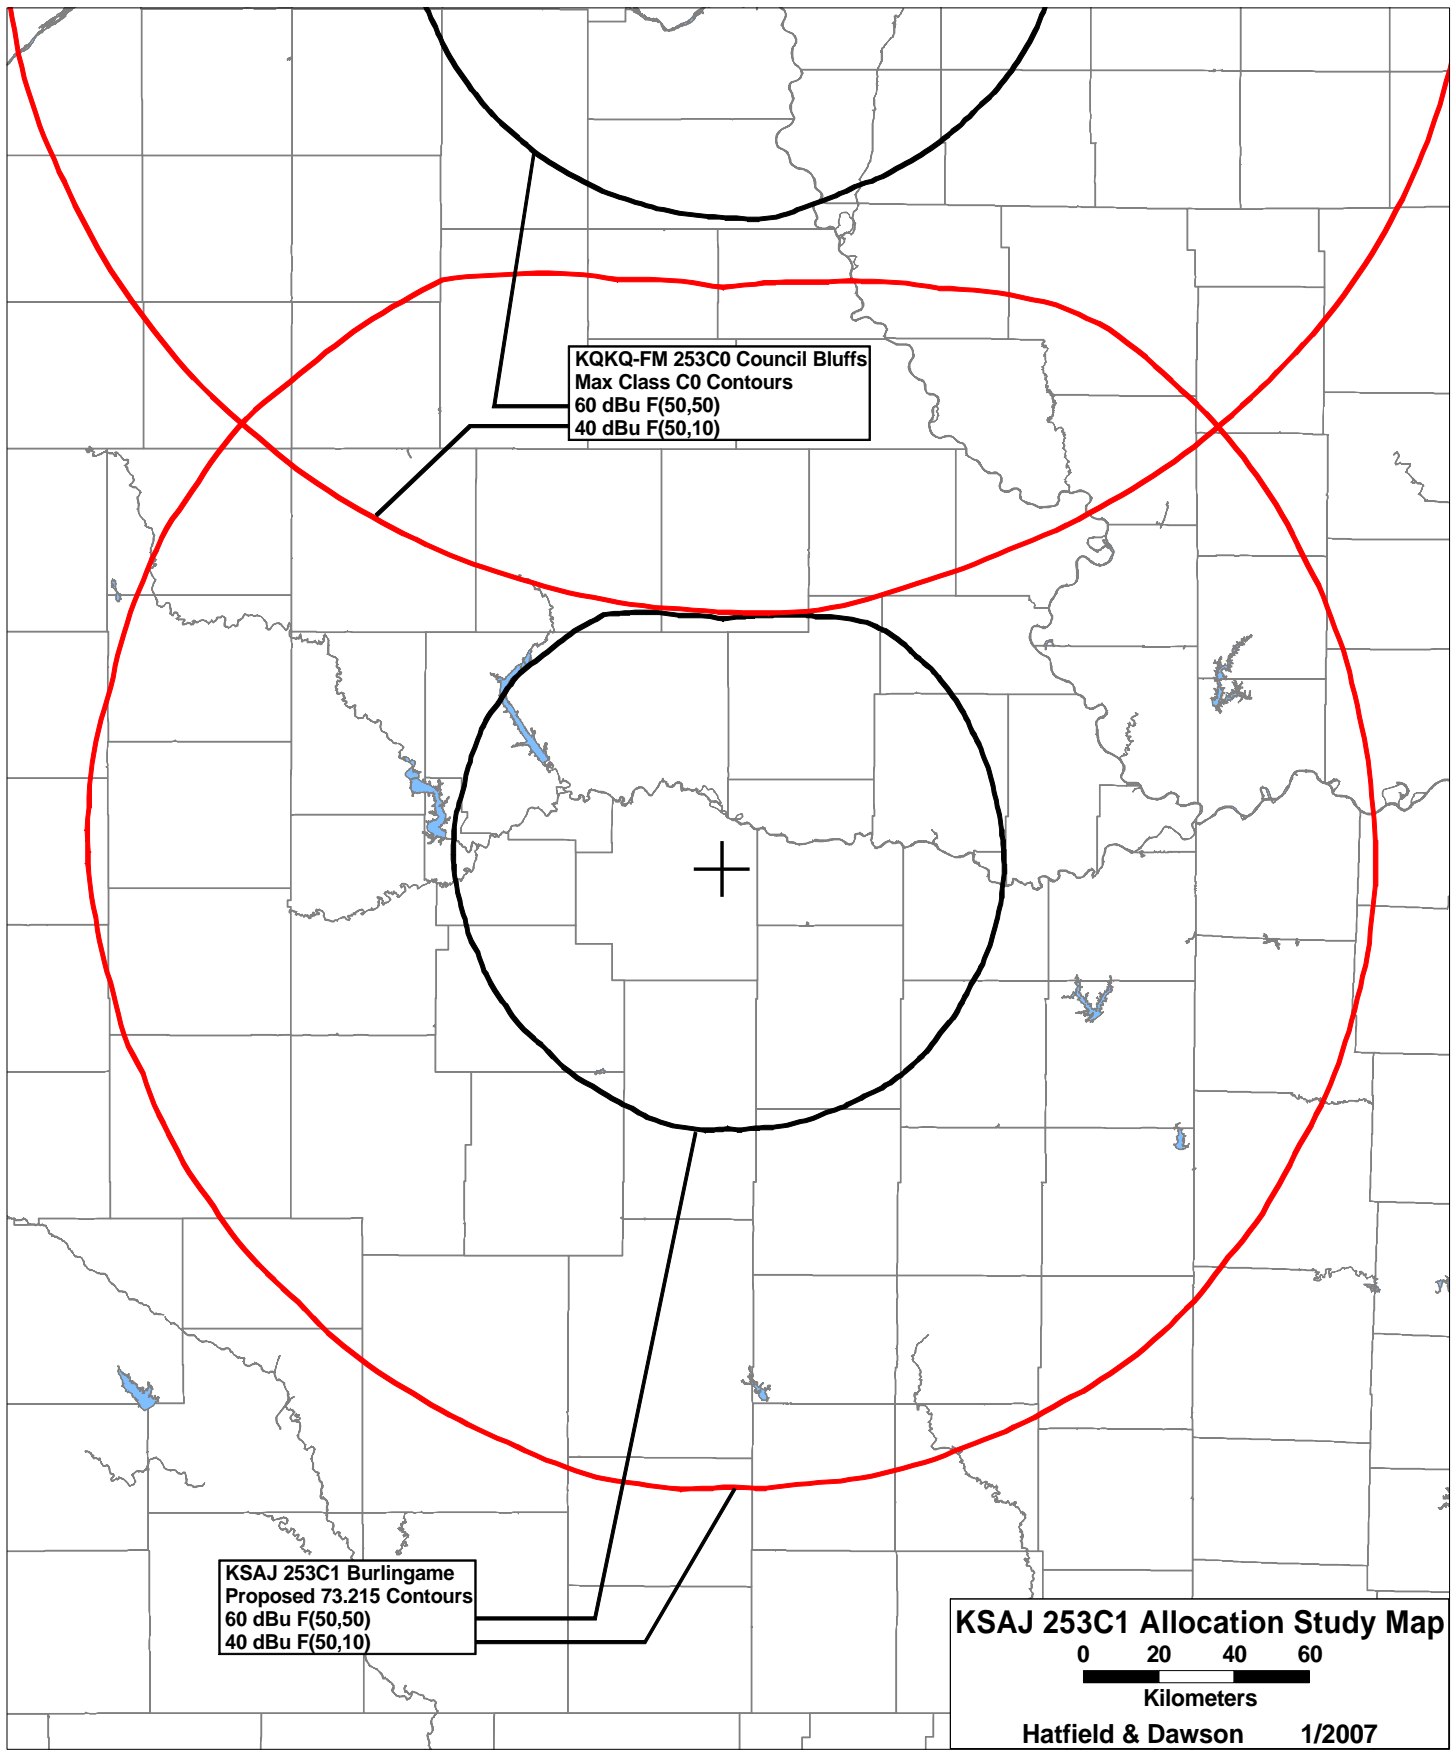 KQKQ-FM 253C0 Council Bluffs
Max Class C0 Contours
60 dBu F(50,50)
40 dBu F(50,10)
KSAJ 253C1 Burlingame
Proposed 73.215 Contours
60 dBu F(50,50)
40 dBu F(50,10)
KSAJ 253C1 Allocation Study Map
0 20 40 60
Kilometers
Hatfield & Dawson 1/2007